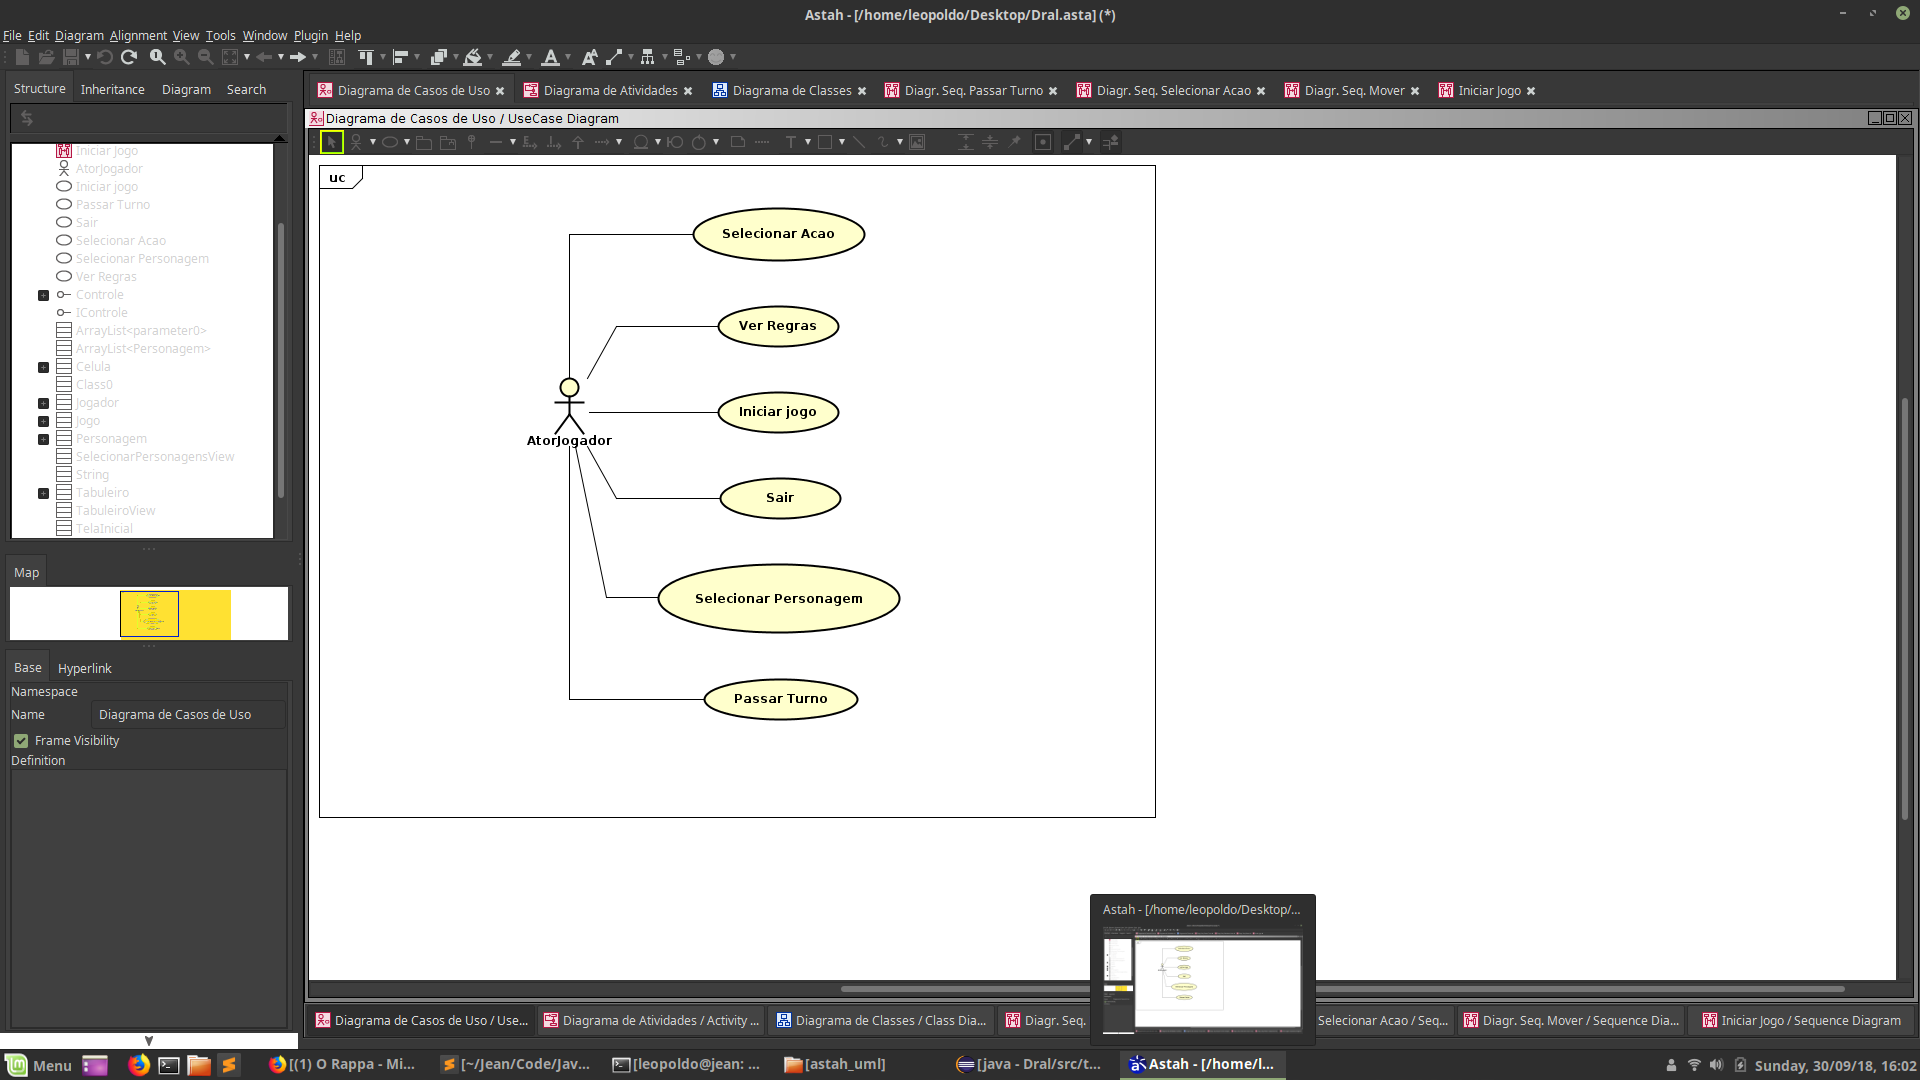 Astah - [/home/leopoldo/Desktop/Dral.asta] (*)
File Edit Diagram Alignment View Tools Window Plugin Help
Structure Inheritance Diagram Search
Diagrama de Casos de Uso
Diagrama de Atividades
Diagrama de Classes
Diagr. Seq. Passar Turno
Diagr. Seq. Selecionar Acao
Diagr. Seq. Mover
Iniciar Jogo
Diagrama de Casos de Uso / UseCase Diagram
Iniciar Jogo
AtorJogador
Iniciar jogo
Passar Turno
Sair
Selecionar Acao
Selecionar Personagem
Ver Regras
Controle
IControle
ArrayList<parameter0>
ArrayList<Personagem>
Celula
Class0
Jogador
Jogo
Personagem
SelecionarPersonagensView
String
Tabuleiro
TabuleiroView
TelaInicial
Map
Base Hyperlink
Namespace
Name Diagrama de Casos de Uso
Frame Visibility
Definition
uc
Selecionar Acao
Ver Regras
Iniciar jogo
AtorJogador
Sair
Selecionar Personagem
Passar Turno
Astah - [/home/leopoldo/Desktop/...
Diagrama de Casos de Uso / Use...
Diagrama de Atividades / Activity ...
Diagrama de Classes / Class Dia...
Diagr. Seq.
Selecionar Acao / Seq...
Diagr. Seq. Mover / Sequence Dia...
Iniciar Jogo / Sequence Diagram
Menu
[(1) O Rappa - Mi...
[~/Jean/Code/Jav...
[leopoldo@jean: ...
[astah_uml]
[java - Dral/src/t...
Astah - [/home/l...
Sunday, 30/09/18, 16:02